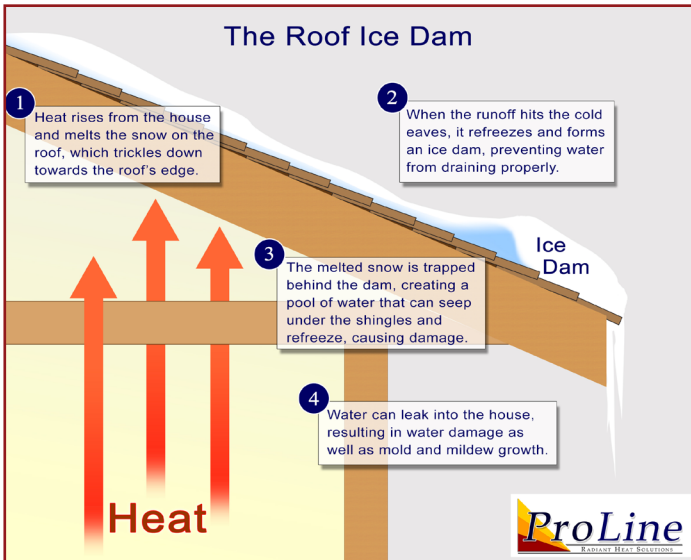 The Roof Ice Dam
1
Heat rises from the house
and melts the snow on the
roof, which trickles down
towards the roof's edge.
2
When the runoff hits the cold
eaves, it refreezes and forms
an ice dam, preventing water
from draining properly.
Ice
Dam
3
The melted snow is trapped
behind the dam, creating a
pool of water that can seep
under the shingles and
refreeze, causing damage.
4
Water can leak into the house,
resulting in water damage as
well as mold and mildew growth.
Heat
ProLine
RADIANT HEAT SOLUTIONS